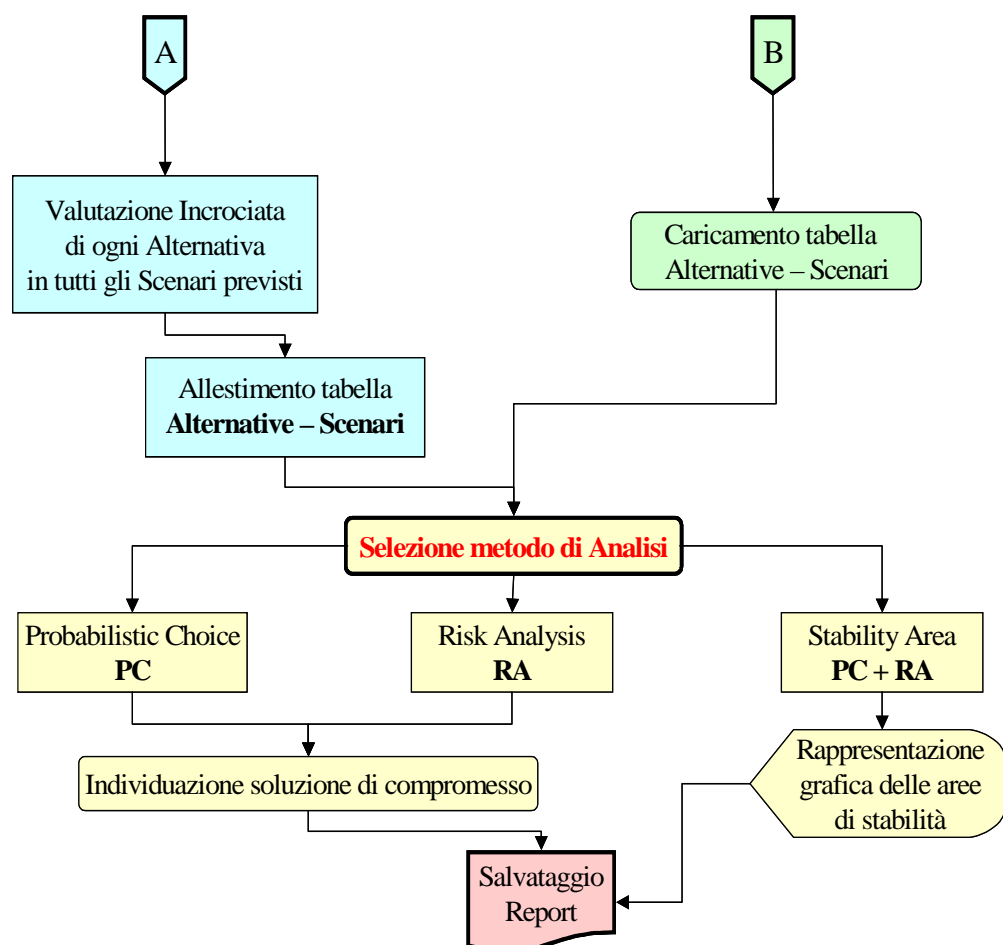 A
B
Valutazione Incrociata
di ogni Alternativa
in tutti gli Scenari previsti
Caricamento tabella
Alternative – Scenari
Allestimento tabella
Alternative – Scenari
Selezione metodo di Analisi
Probabilistic Choice
PC
Risk Analysis
RA
Stability Area
PC + RA
Individuazione soluzione di compromesso
Rappresentazione
grafica delle aree
di stabilità
Salvataggio
Report